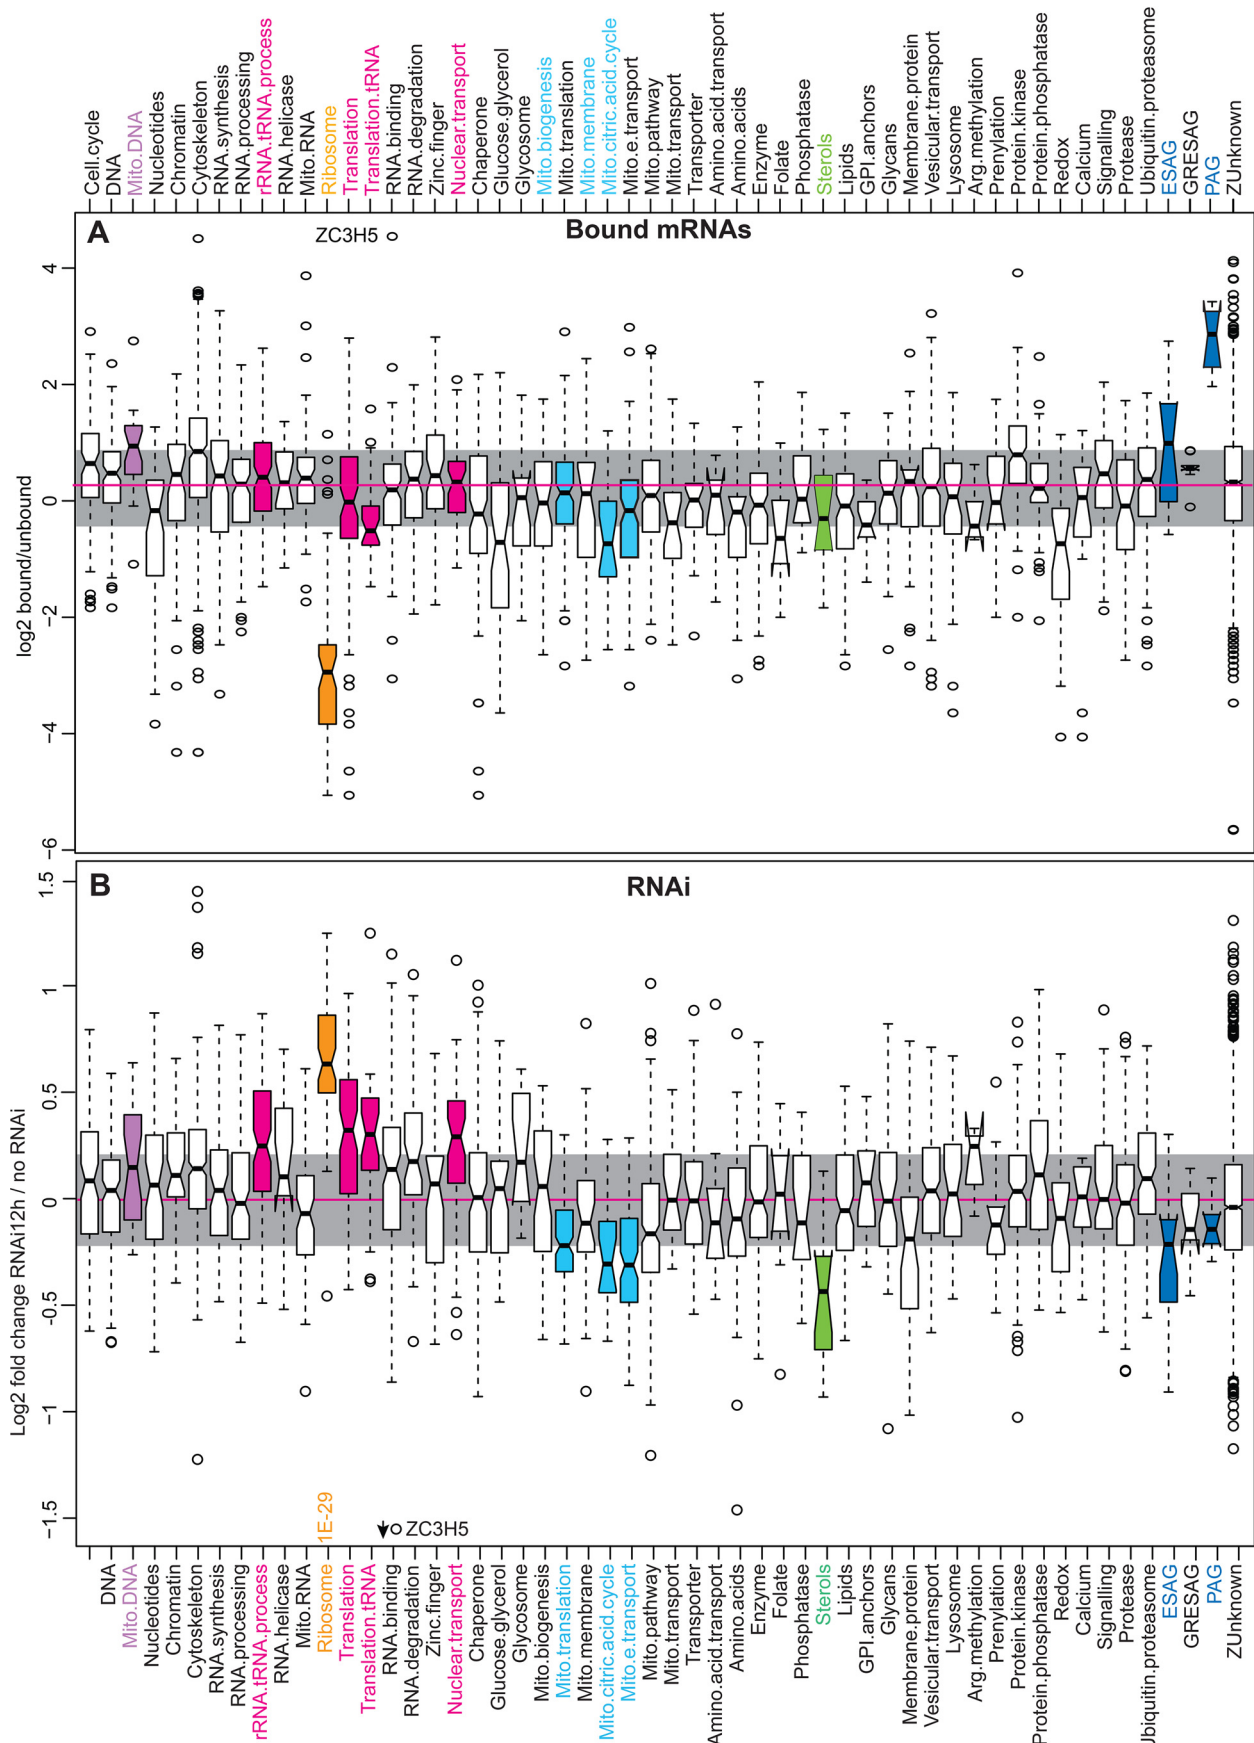 Cell.cycle
DNA
Mito.DNA
Nucleotides
Chromatin
Cytoskeleton
RNA.synthesis
RNA.processing
rRNA.tRNA.process
RNA.helicase
Mito.RNA
Ribosome
Translation
Translation.tRNA
RNA.binding
RNA.degradation
Zinc.finger
Nuclear.transport
Chaperone
Glucose.glycerol
Glycosome
Mito.biogenesis
Mito.translation
Mito.membrane
Mito.citric.acid.cycle
Mito.e.transport
Mito.pathway
Mito.transport
Transporter
Amino.acid.transport
Amino.acids
Enzyme
Folate
Phosphatase
Sterols
Lipids
GPI.anchors
Glycans
Membrane.protein
Vesicular.transport
Lysosome
Arg.methylation
Prenylation
Protein.kinase
Protein.phosphatase
Redox
Calcium
Signalling
Protease
Ubiquitin.proteasome
ESAG
GRESAG
PAG
ZUnknown
A
Bound mRNAs
ZC3H5
log2 bound/unbound
4
2
0
-2
-4
-6
B
RNAi
Log2 fold change RNAi12h / no RNAi
1.5
1
0.5
0
-0.5
-1
-1.5
1E-29
ZC3H5
DNA
Mito.DNA
Nucleotides
Chromatin
Cytoskeleton
RNA.synthesis
RNA.processing
rRNA.tRNA.process
RNA.helicase
Mito.RNA
Ribosome
Translation
Translation.tRNA
RNA.binding
RNA.degradation
Zinc.finger
Nuclear.transport
Chaperone
Glucose.glycerol
Glycosome
Mito.biogenesis
Mito.translation
Mito.membrane
Mito.citric.acid.cycle
Mito.e.transport
Mito.pathway
Mito.transport
Transporter
Amino.acid.transport
Amino.acids
Enzyme
Folate
Phosphatase
Sterols
Lipids
GPI.anchors
Glycans
Membrane.protein
Vesicular.transport
Lysosome
Arg.methylation
Prenylation
Protein.kinase
Protein.phosphatase
Redox
Calcium
Signalling
Protease
Ubiquitin.proteasome
ESAG
GRESAG
PAG
ZUnknown